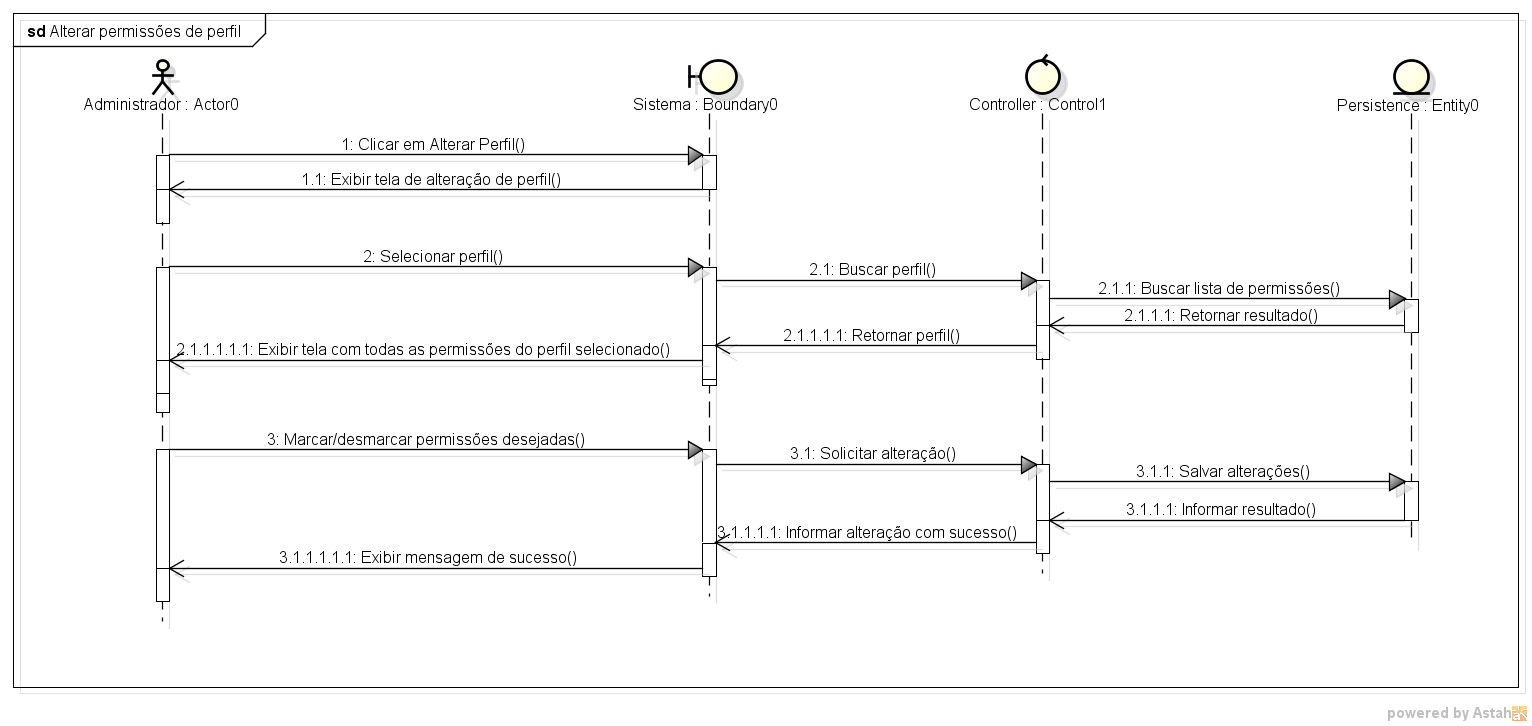 sd Alterar permissões de perfil
Administrador : Actor0
Sistema : Boundary0
Controller : Control1
Persistence : Entity0
1: Clicar em Alterar Perfil()
1.1: Exibir tela de alteração de perfil()
2: Selecionar perfil()
2.1: Buscar perfil()
2.1.1: Buscar lista de permissões()
2.1.1.1: Retornar resultado()
2.1.1.1.1: Retornar perfil()
2.1.1.1.1.1: Exibir tela com todas as permissões do perfil selecionado()
3: Marcar/desmarcar permissões desejadas()
3.1: Solicitar alteração()
3.1.1: Salvar alterações()
3.1.1.1: Informar resultado()
3.1.1.1.1: Informar alteração com sucesso()
3.1.1.1.1.1: Exibir mensagem de sucesso()
powered by Astah